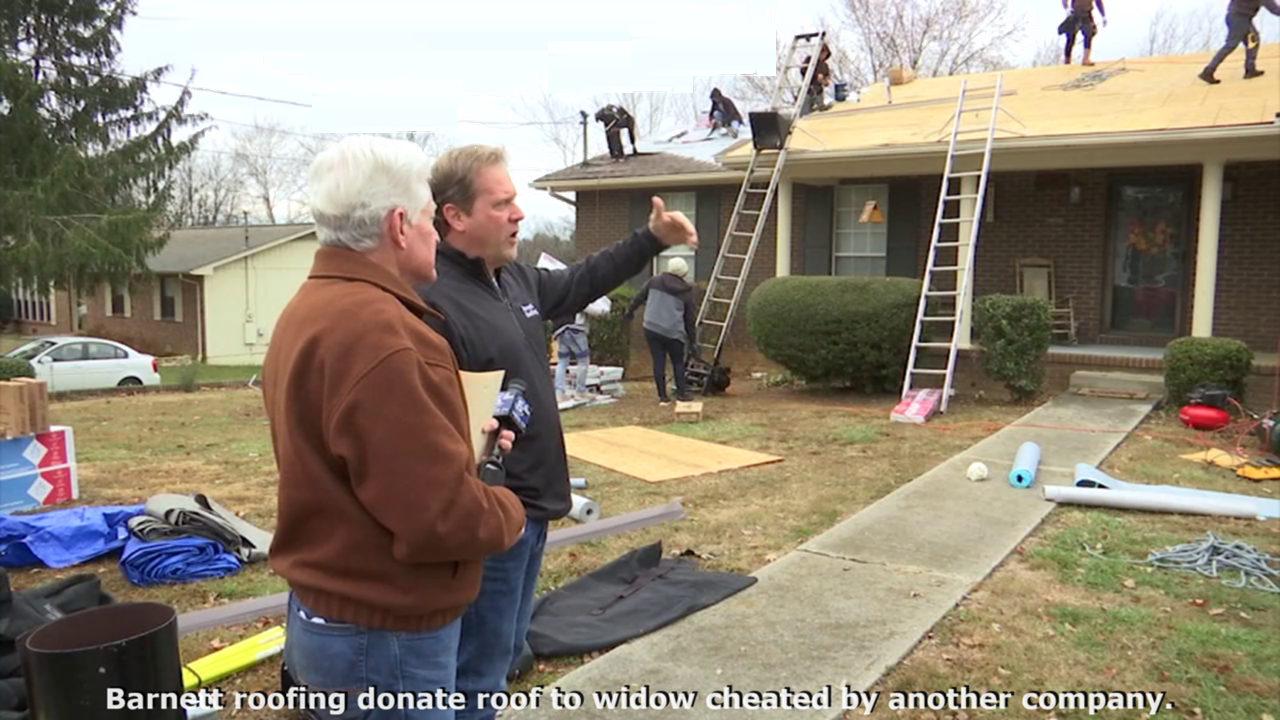 Barnett roofing donate roof to widow cheated by another company.